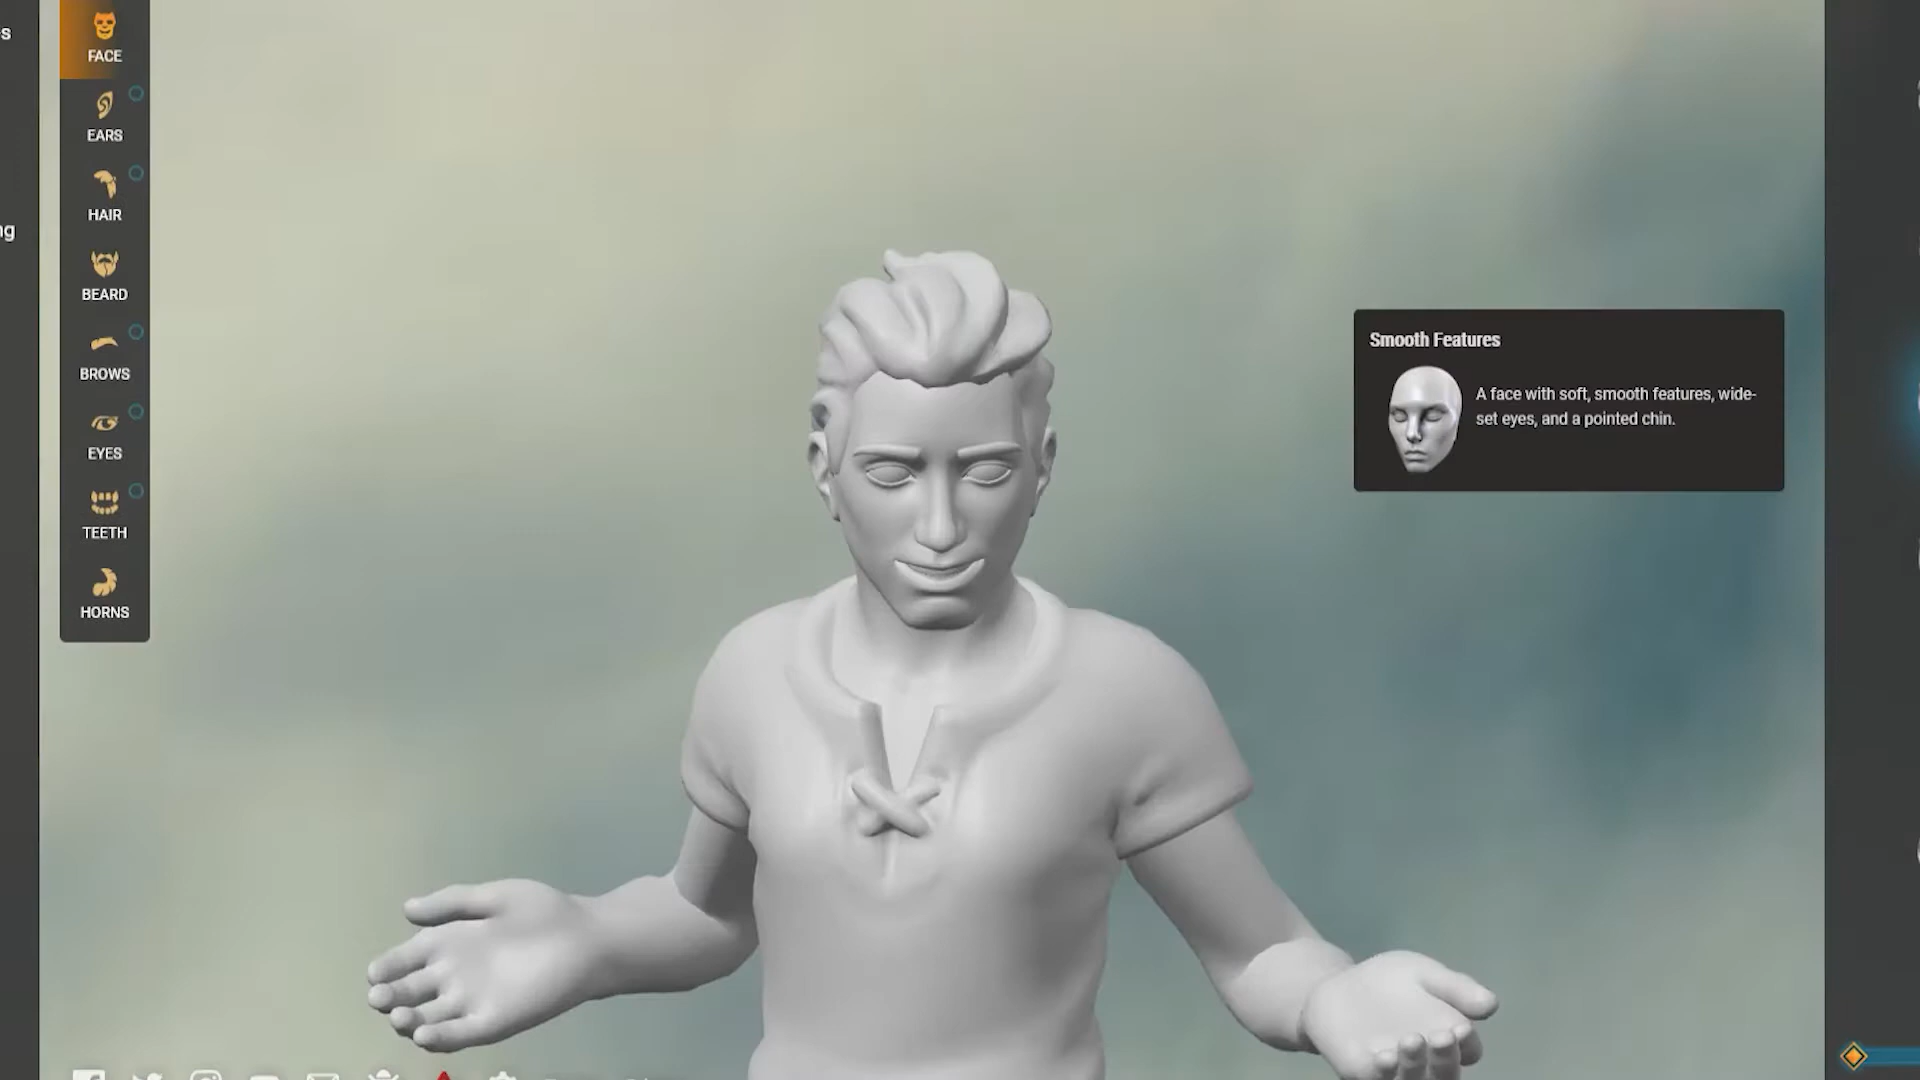 s
FACE
EARS
ng
HAIR
BEARD
BROWS
EYES
TEETH
HORNS
Smooth Features
A face with soft, smooth features, wide-
set eyes, and a pointed chin.